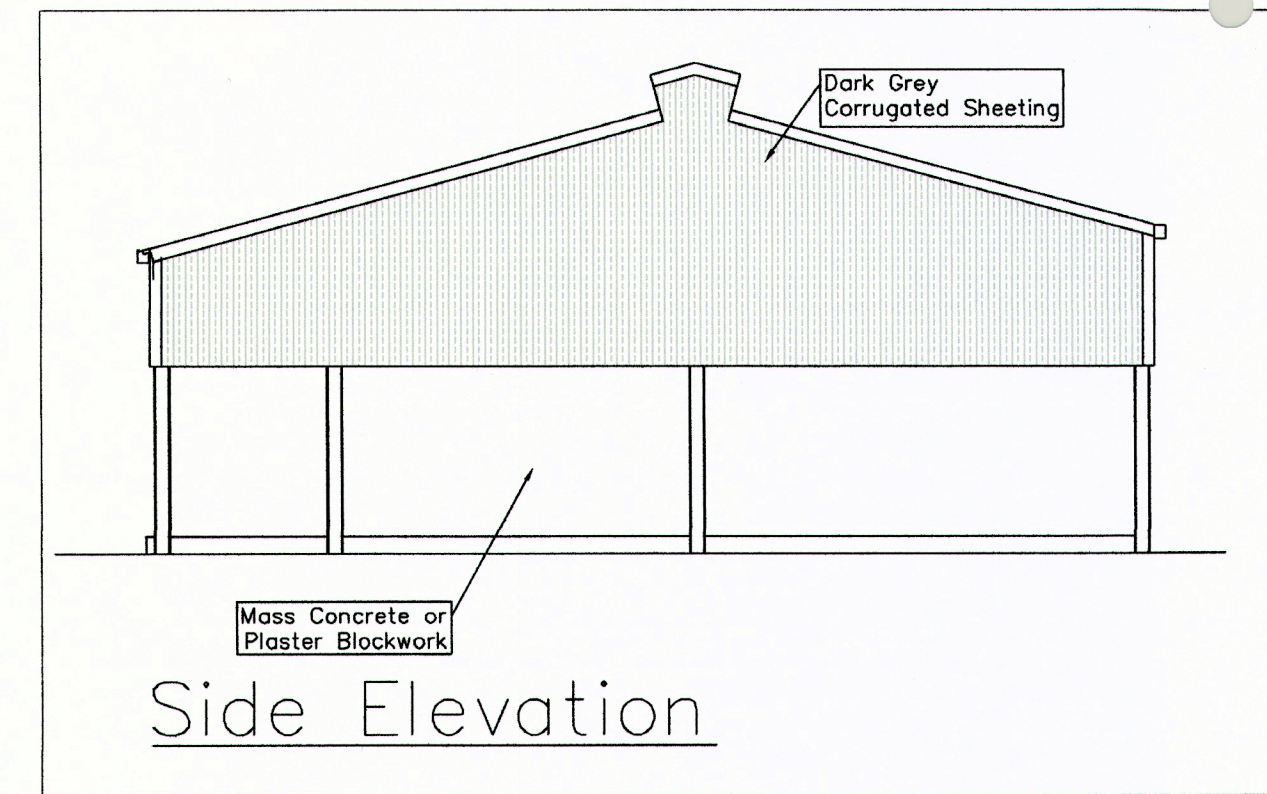 Dark Grey
Corrugated Sheeting
Mass Concrete or
Plaster Blockwork
Side Elevation